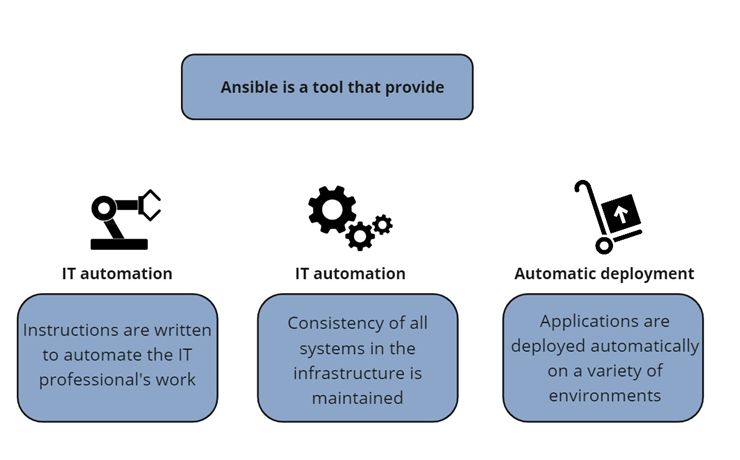 Ansible is a tool that provide
IT automation
Instructions are written
to automate the IT
professional's work
IT automation
Consistency of all
systems in the
infrastructure is
maintained
Automatic deployment
Applications are
deployed automatically
on a variety of
environments